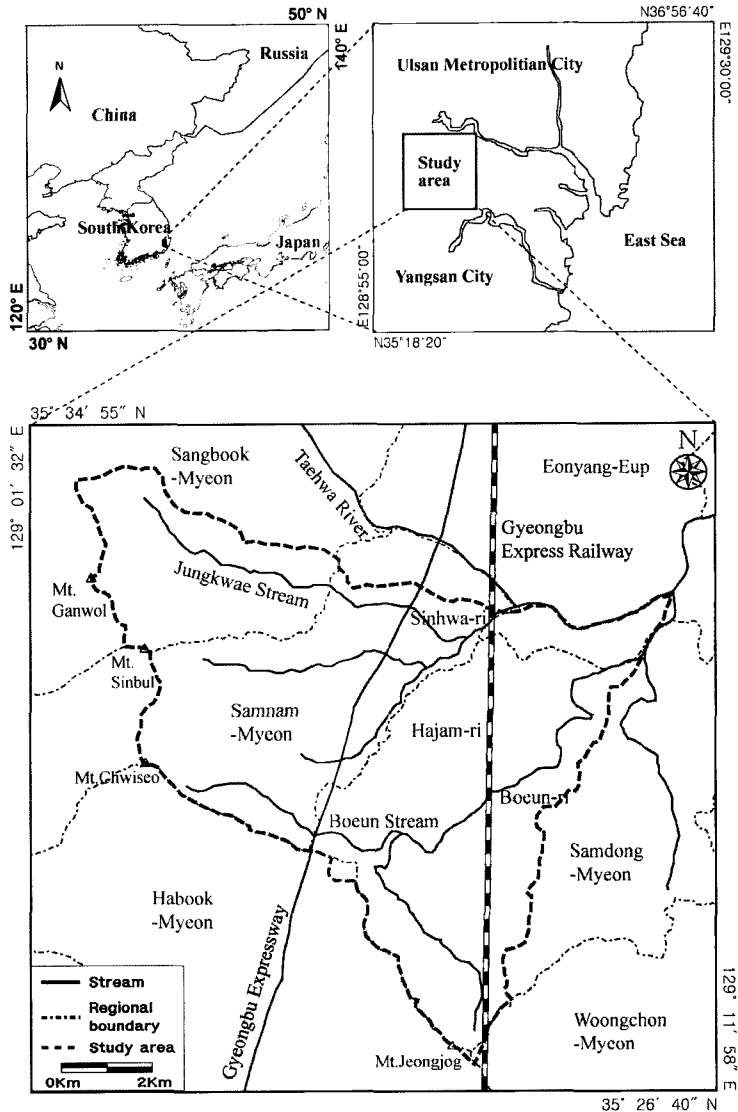 50° N
N36°56′40″
N
Russia
140° E
China
South Korea
Japan
120° E
30° N
E129°30′00″
Ulsan Metropolitian City
Study
area
East Sea
Yangsan City
E128°55′00″
N35°18′20″
35° 34′ 55″ N
129° 01′ 32″ E
Sangbook
-Myeon
Taehwa River
Eonyang-Eup
N
Gyeongbu
Express Railway
Jungkwae Stream
Mt.
Ganwol
Sinhwa-ri
Mt.
Sinbul
Samnam
-Myeon
Hajam-ri
Mt.Chwiseo
Boeun-ri
Boeun Stream
Samdong
-Myeon
Habook
-Myeon
Gyeongbu Expressway
Stream
Regional
boundary
Study area
0Km
2Km
Woongchon
-Myeon
Mt.Jeongjog
129° 11′ 58″ E
35° 26′ 40″ N